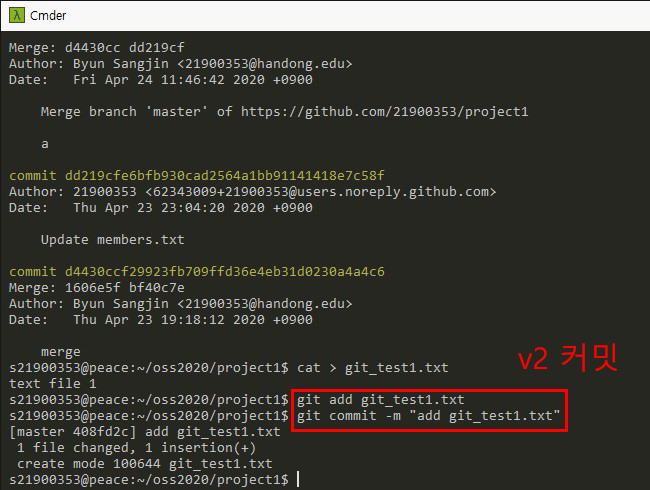 λ Cmder
Merge: d4430cc dd219cf
Author: Byun Sangjin <21900353@handong.edu>
Date:   Fri Apr 24 11:46:42 2020 +0900
    Merge branch 'master' of https://github.com/21900353/project1
    a
commit dd219cfe6bfb930cad2564a1bb91141418e7c58f
Author: 21900353 <62343009+21900353@users.noreply.github.com>
Date:   Thu Apr 23 23:04:20 2020 +0900
    Update members.txt
commit d4430ccf29923fb709ffd36e4eb31d0230a4a4c6
Merge: 1606e5f bf40c7e
Author: Byun Sangjin <21900353@handong.edu>
Date:   Thu Apr 23 19:18:12 2020 +0900
    merge
v2 커밋
s21900353@peace:~/oss2020/project1$ cat > git_test1.txt
text file 1
s21900353@peace:~/oss2020/project1$ git add git_test1.txt
s21900353@peace:~/oss2020/project1$ git commit -m "add git_test1.txt"
[master 408fd2c] add git_test1.txt
 1 file changed, 1 insertion(+)
 create mode 100644 git_test1.txt
s21900353@peace:~/oss2020/project1$